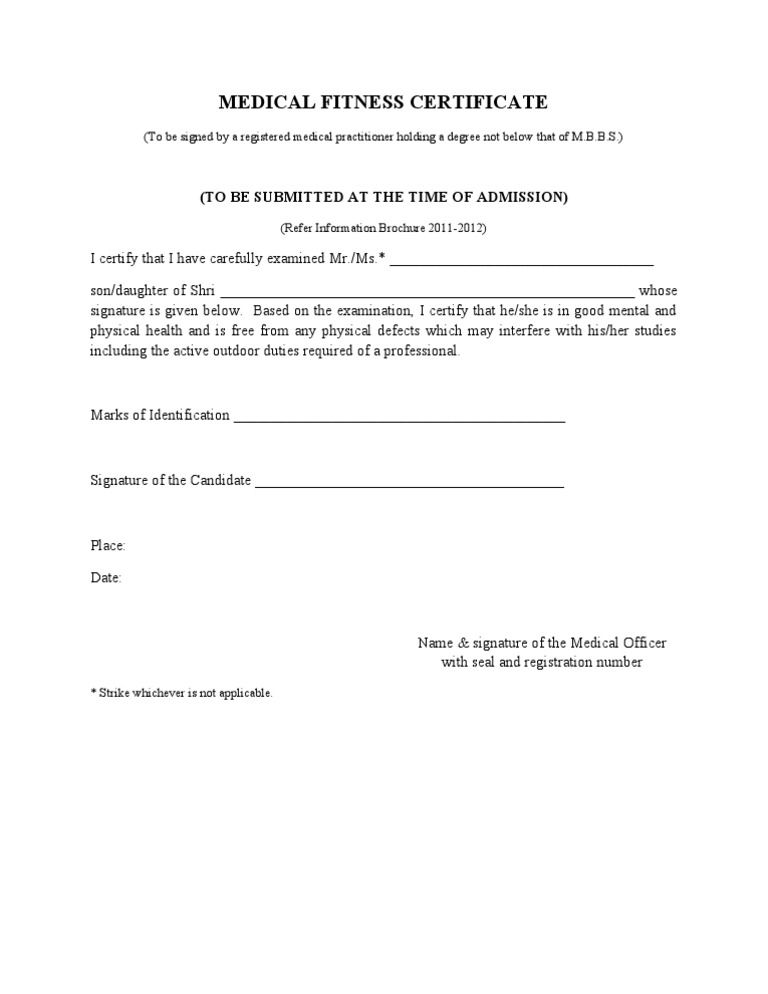 MEDICAL FITNESS CERTIFICATE
(To be signed by a registered medical practitioner holding a degree not below that of M.B.B.S.)
(TO BE SUBMITTED AT THE TIME OF ADMISSION)
(Refer Information Brochure 2011-2012)
I certify that I have carefully examined Mr./Ms.* ___________________________________
son/daughter of Shri _______________________________________________________ whose
signature is given below. Based on the examination, I certify that he/she is in good mental and
physical health and is free from any physical defects which may interfere with his/her studies
including the active outdoor duties required of a professional.
Marks of Identification ____________________________________________
Signature of the Candidate _________________________________________
Place:
Date:
Name & signature of the Medical Officer
with seal and registration number
* Strike whichever is not applicable.